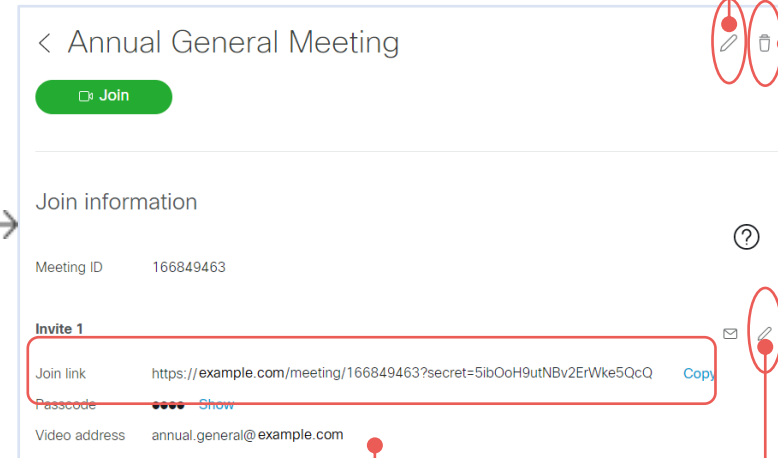 Annual General Meeting
Join
Join information
?
Meeting ID 166849463
Invite 1
Join link https://example.com/meeting/166849463?secret=5ibOoH9utNBv2ErWke5QcQ Copy
Passcode •••• Show
Video address annual.general@example.com